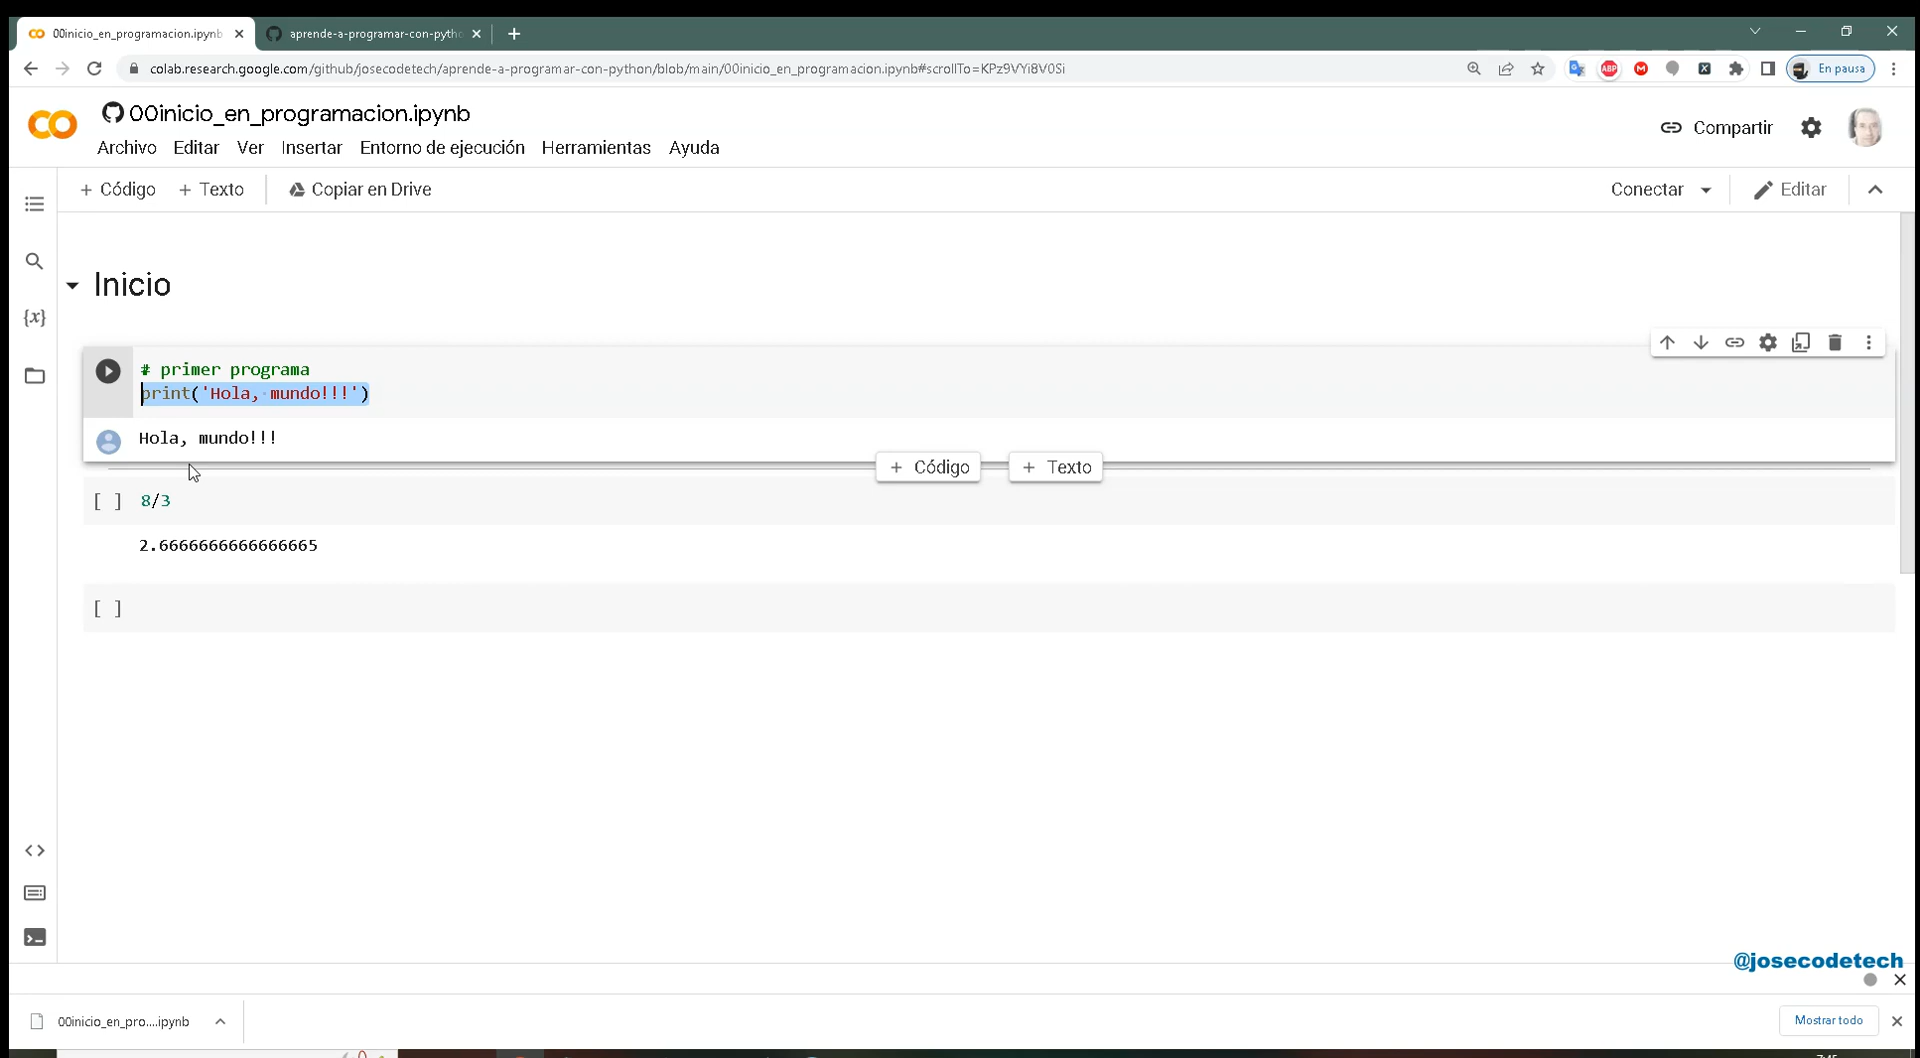 00inicio_en_programacion.ipynb
aprende-a-programar-con-pytho
colab.research.google.com/github/josecodetech/aprende-a-programar-con-python/blob/main/00inicio_en_programacion.ipynb#scrollTo=KPz9VYi8V0Si
ABP
M
X
En pausa
00inicio_en_programacion.ipynb
Archivo Editar Ver Insertar Entorno de ejecución Herramientas Ayuda
Compartir
+ Código + Texto Copiar en Drive
Conectar
Editar
{x}
Inicio
# primer programa
print('Hola, mundo!!!')
Hola, mundo!!!
+ Código + Texto
[ ] 8/3
2.6666666666666665
[ ]
@josecodetech
00inicio_en_pro....ipynb
Mostrar todo